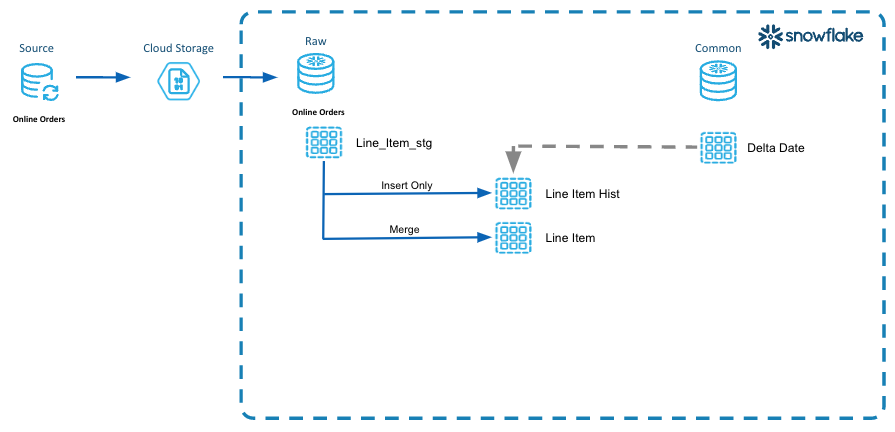 snowflake
Source
Cloud Storage
Raw
Common
Online Orders
Online Orders
Line_Item_stg
Delta Date
Insert Only
Line Item Hist
Merge
Line Item